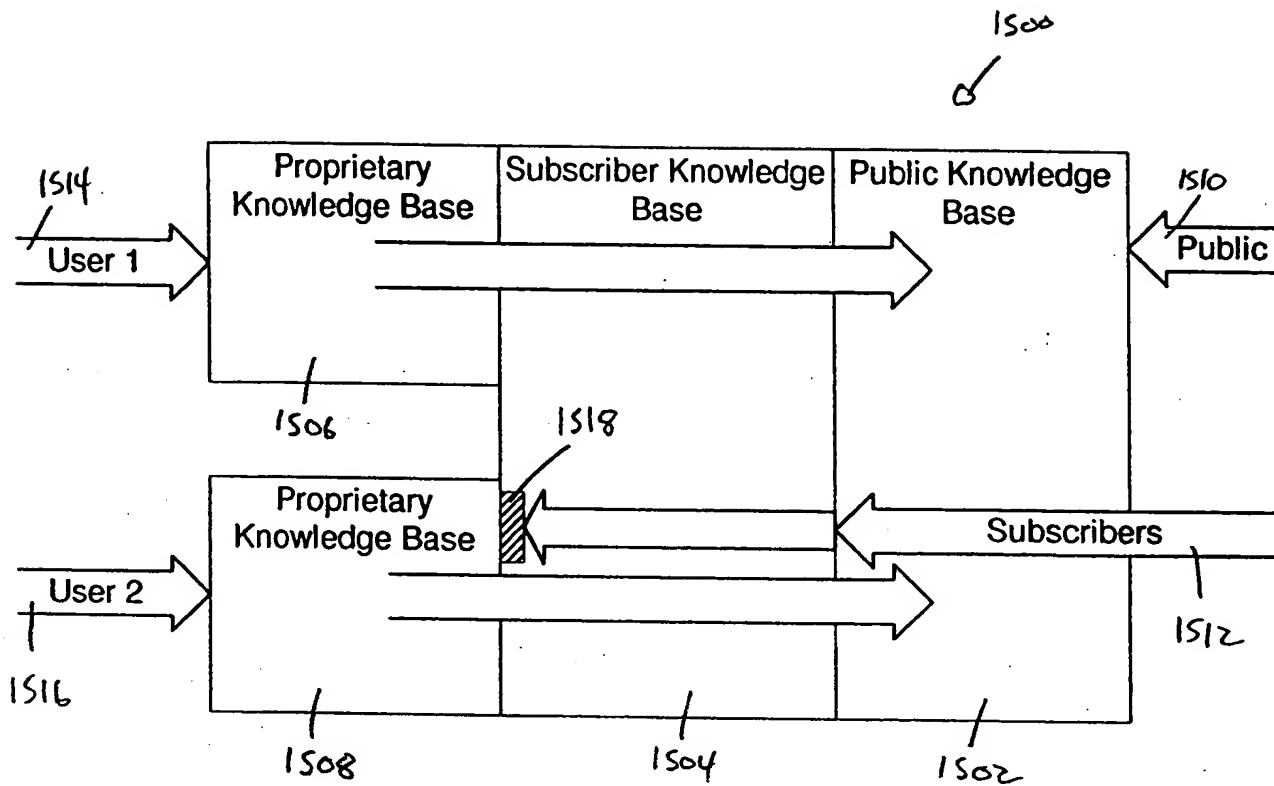 1500
Proprietary
Knowledge Base
Subscriber Knowledge
Base
Public Knowledge
Base
1514
User 1
1510
Public
1506
1518
Proprietary
Knowledge Base
Subscribers
User 2
1512
1516
1508
1504
1502